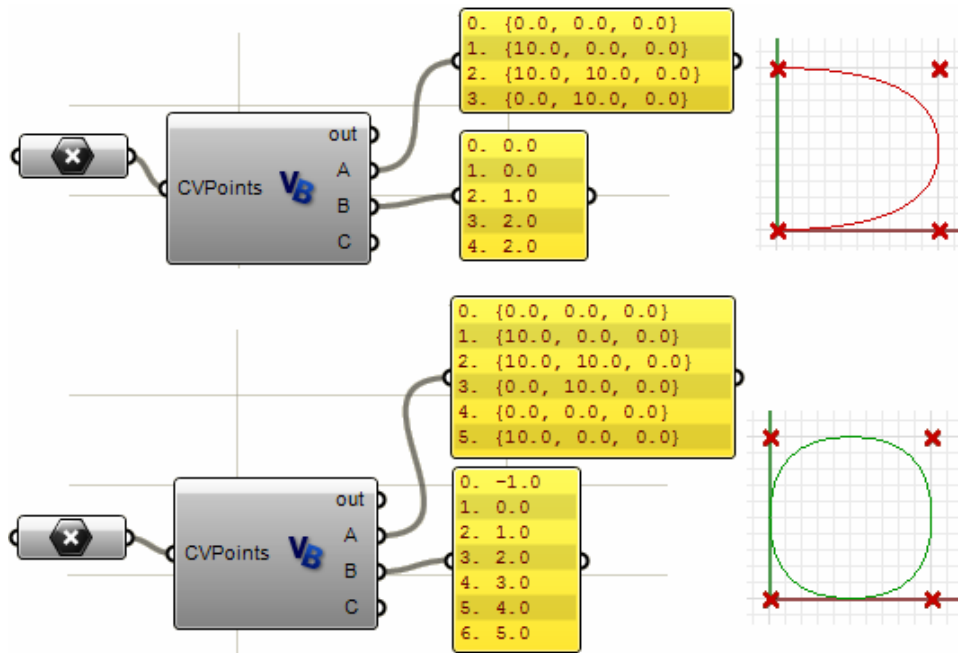 0. {0.0, 0.0, 0.0}
1. {10.0, 0.0, 0.0}
2. {10.0, 10.0, 0.0}
3. {0.0, 10.0, 0.0}
CVPoints
VB
out
A
B
C
0. 0.0
1. 0.0
2. 1.0
3. 2.0
4. 2.0
0. {0.0, 0.0, 0.0}
1. {10.0, 0.0, 0.0}
2. {10.0, 10.0, 0.0}
3. {0.0, 10.0, 0.0}
4. {0.0, 0.0, 0.0}
5. {10.0, 0.0, 0.0}
CVPoints
VB
out
A
B
C
0. -1.0
1. 0.0
2. 1.0
3. 2.0
4. 3.0
5. 4.0
6. 5.0